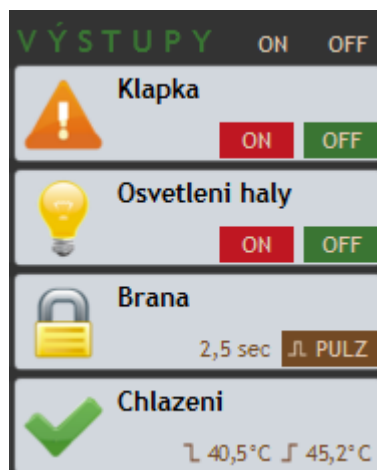 VÝSTUPY ON OFF
Klapka
ON OFF
Osvetleni haly
ON OFF
Brana
2,5 sec PULZ
Chlazeni
40,5°C 45,2°C